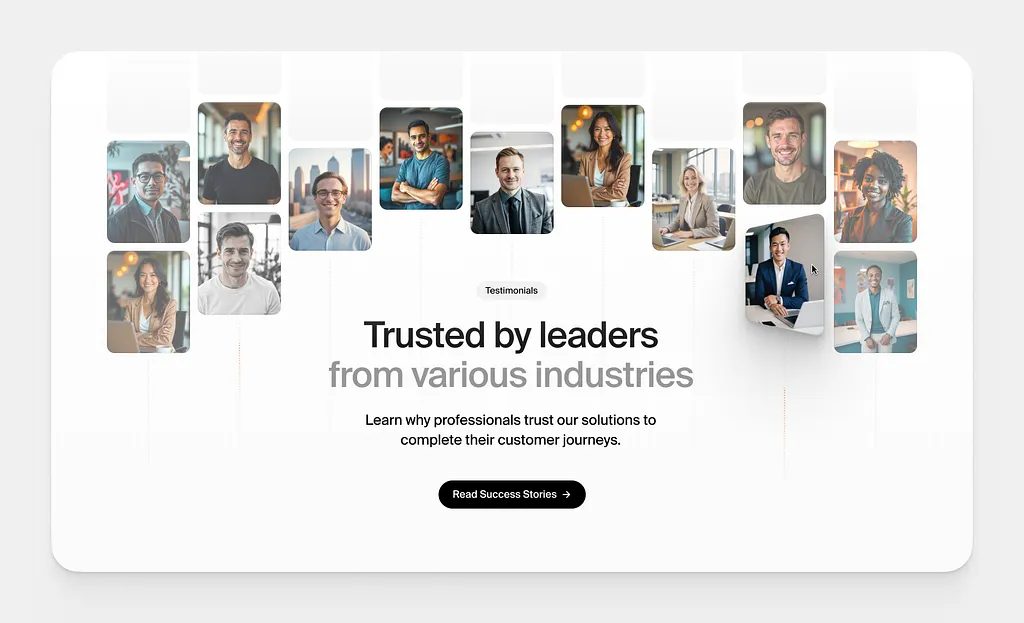 Testimonials
Trusted by leaders
from various industries
Learn why professionals trust our solutions to
complete their customer journeys.
Read Success Stories →